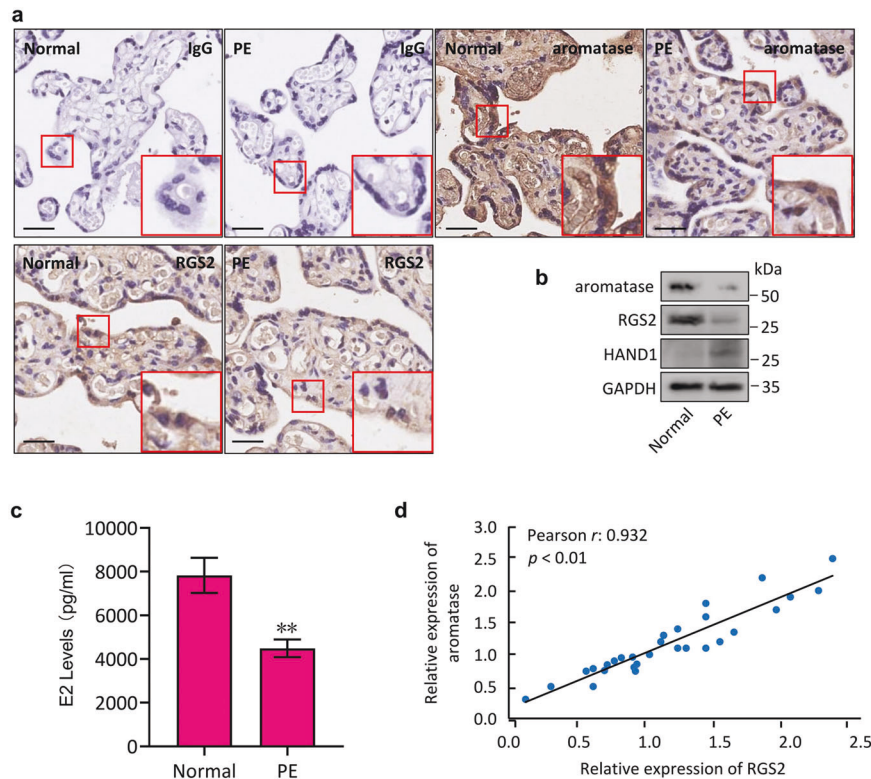 a
Normal IgG
PE IgG
Normal aromatase
PE aromatase
Normal RGS2
PE RGS2
b
kDa
aromatase
50
RGS2
25
HAND1
25
GAPDH
35
Normal
PE
c
E2 Levels (pg/ml)
10000
8000
6000
4000
2000
0
**
Normal
PE
d
Relative expression of
aromatase
Pearson r: 0.932
p < 0.01
3.0
2.5
2.0
1.5
1.0
0.5
0.0
0.0 0.5 1.0 1.5 2.0 2.5
Relative expression of RGS2